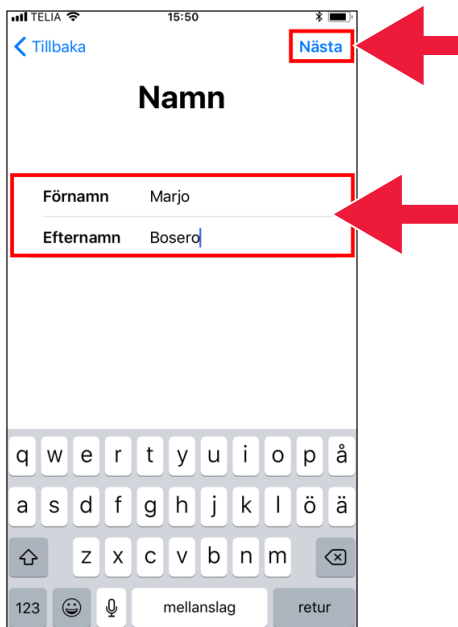 TELIA 15:50
Tillbaka Nästa
Namn
Förnamn Marjo
Efternamn Bosero
q w e r t y u i o p å
a s d f g h j k l ö ä
z x c v b n m
123 mellanslag retur